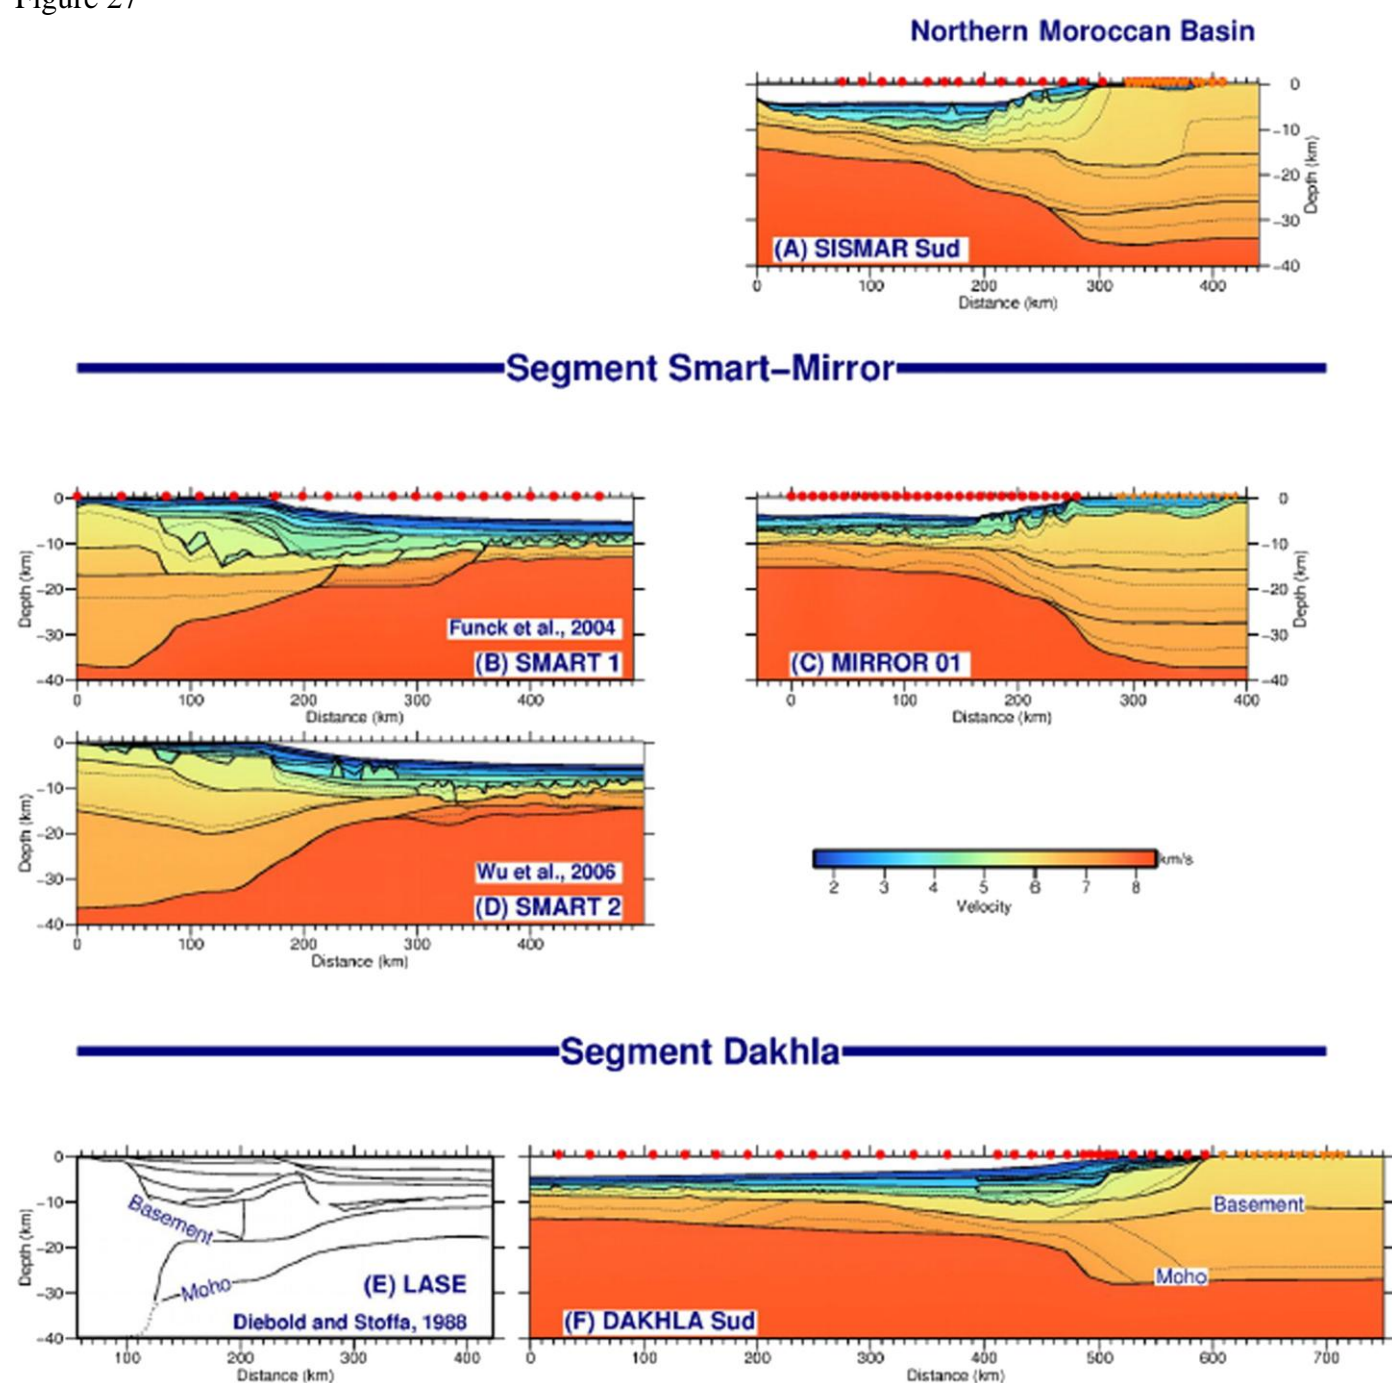 Figure 27
Northern Moroccan Basin
0
−10
−20
−30
−40
Depth (km)
(A) SISMAR Sud
0 100 200 300 400
Distance (km)
Segment Smart–Mirror
0
−10
−20
−30
−40
Depth (km)
Funck et al., 2004
(B) SMART 1
0 100 200 300 400
Distance (km)
0
−10
−20
−30
−40
Depth (km)
(C) MIRROR 01
0 100 200 300 400
Distance (km)
0
−10
−20
−30
−40
Depth (km)
Wu et al., 2006
(D) SMART 2
0 100 200 300 400
Distance (km)
km/s
2 3 4 5 6 7 8
Velocity
Segment Dakhla
0
−10
−20
−30
−40
Depth (km)
Basement
Moho
(E) LASE
Diebold and Stoffa, 1988
100 200 300 400
Distance (km)
Basement
Moho
(F) DAKHLA Sud
0 100 200 300 400 500 600 700
Distance (km)